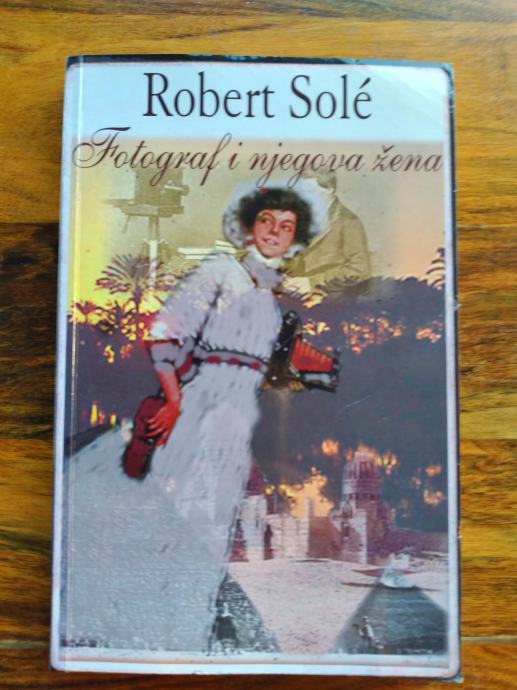 Robert Solé
Fotograf i njegova žena